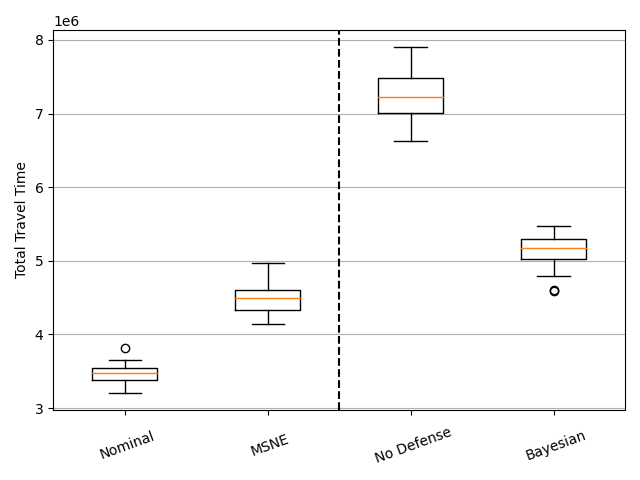 1e6
8
7
6
5
4
3
Total Travel Time
Nominal
MSNE
No Defense
Bayesian